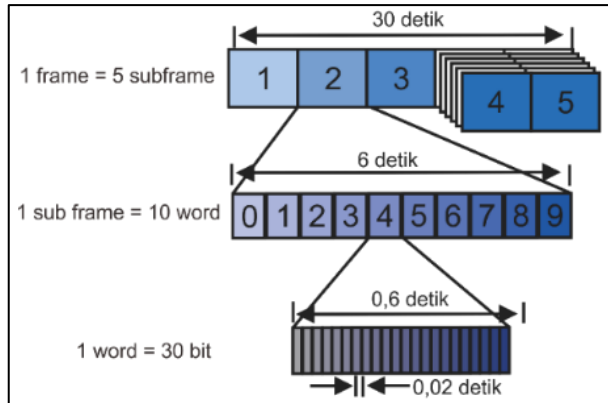 30 detik
1 frame = 5 subframe
1 2 3
4 5
6 detik
1 sub frame = 10 word
0 1 2 3 4 5 6 7 8 9
0,6 detik
1 word = 30 bit
0,02 detik